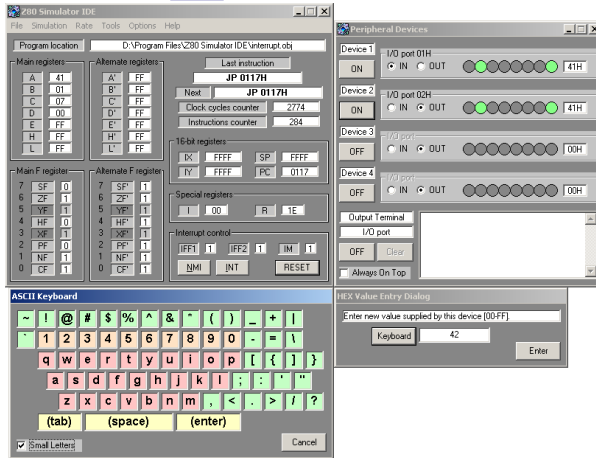 Z80 Simulator IDE
File Simulation Rate Tools Options Help
Program location D:\Program Files\Z80 Simulator IDE\interrupt.obj
Main registers
A 41
B 01
C 07
D 00
E FF
H FF
L FF
Alternate registers
A' FF
B' FF
C' FF
D' FF
E' FF
H' FF
L' FF
Last instruction
JP 0117H
Next JP 0117H
Clock cycles counter 2774
Instructions counter 284
16-bit registers
IX FFFF SP FFFF
IY FFFF PC 0117
Main F register
7 SF 0
6 ZF 1
5 YF 1
4 HF 0
3 XF 1
2 PF 0
1 NF 1
0 CF 1
Alternate F register
7 SF' 1
6 ZF' 1
5 YF' 1
4 HF' 1
3 XF' 1
2 PF' 1
1 NF' 1
0 CF' 1
Special registers
I 00 R 1E
Interrupt control
IFF1 1 IFF2 1 IM 1
NMI INT RESET
Peripheral Devices
Device 1
ON
I/O port 01H
IN OUT 41H
Device 2
ON
I/O port 02H
IN OUT 41H
Device 3
OFF
I/O port
IN OUT 00H
Device 4
OFF
I/O port
IN OUT 00H
Output Terminal
I/O port
OFF Clear
Always On Top
ASCII Keyboard
~ ! @ # $ % ^ & * ( ) _ + |
` 1 2 3 4 5 6 7 8 9 0 - = \
q w e r t y u i o p [ { ] }
a s d f g h j k l ; : ' "
z x c v b n m , < . > / ?
(tab) (space) (enter)
Small Letters Cancel
HEX Value Entry Dialog
Enter new value supplied by this device [00-FF].
Keyboard 42
Enter